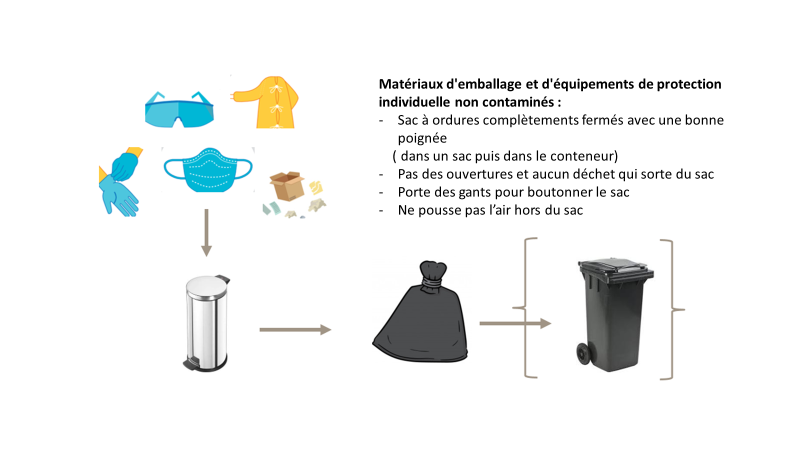 Matériaux d'emballage et d'équipements de protection
individuelle non contaminés :
- Sac à ordures complètements fermés avec une bonne
poignée
( dans un sac puis dans le conteneur)
- Pas des ouvertures et aucun déchet qui sorte du sac
- Porte des gants pour boutonner le sac
- Ne pousse pas l’air hors du sac